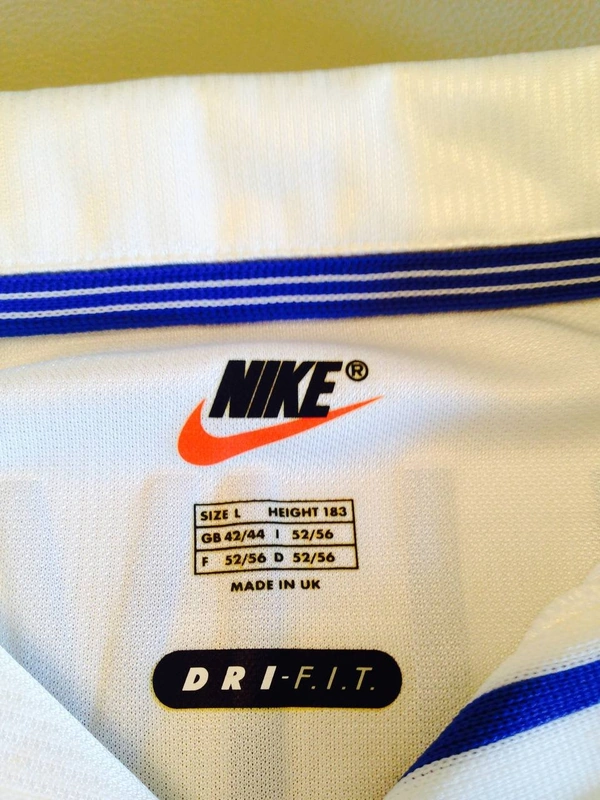 NIKE®
SIZE L HEIGHT 183
GB 42/44 I 52/56
F 52/56 D 52/56
MADE IN UK
DRI-F.I.T.